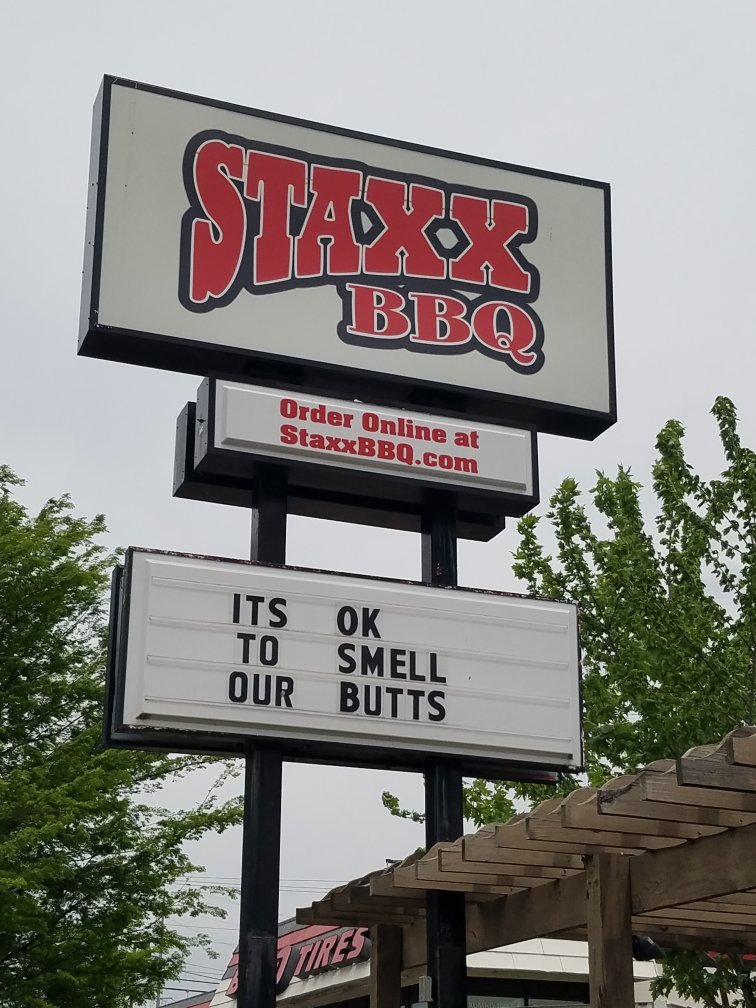 STAXX
BBQ
Order Online at
StaxxBBQ.com
ITS OK
TO SMELL
OUR BUTTS
TIRES